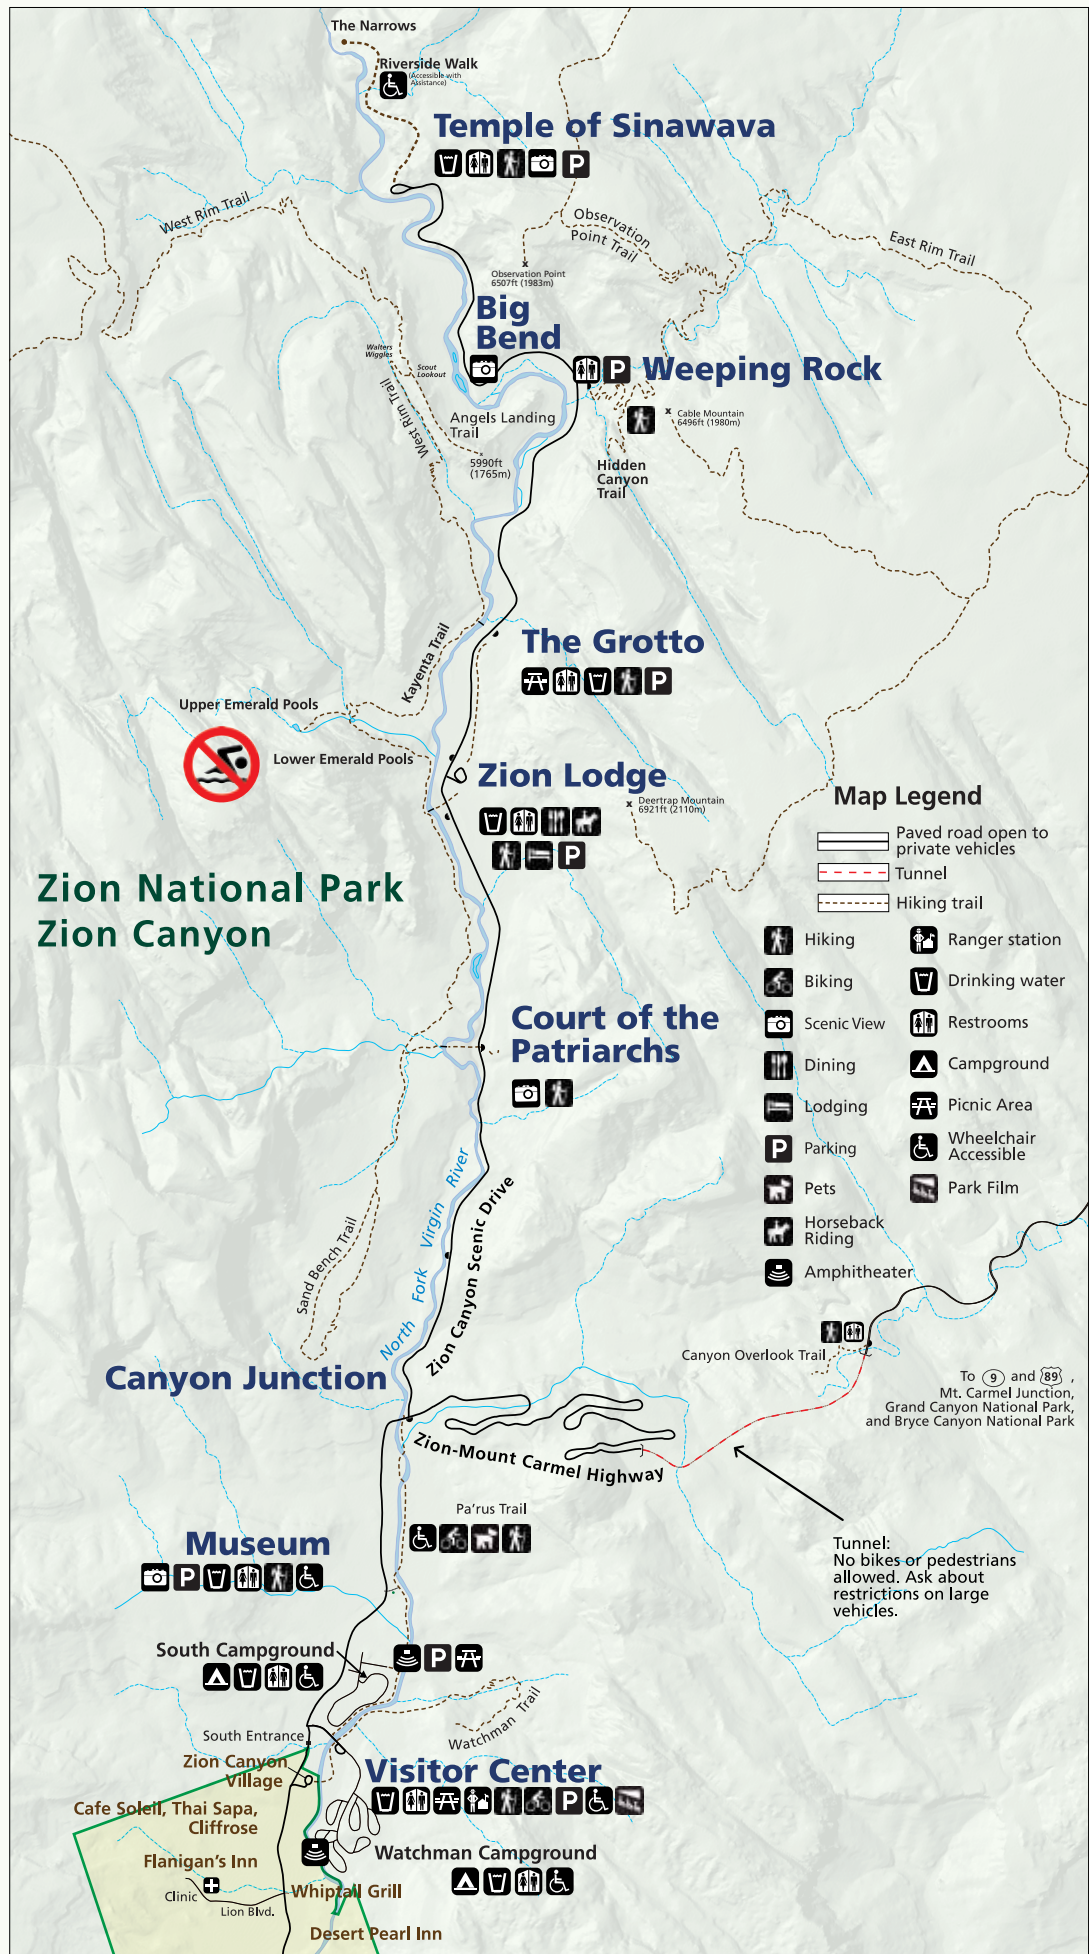 The Narrows
Riverside Walk
(Accessible with
Assistance)
Temple of Sinawava
P
West Rim Trail
Observation
Point Trail
East Rim Trail
Observation Point
6507ft (1983m)
Big
Bend
Walters
Wiggles
Scout
Lookout
P
Weeping Rock
West Rim Trail
Angels Landing
Trail
Cable Mountain
6496ft (1980m)
5990ft
(1765m)
Hidden
Canyon
Trail
The Grotto
P
Kayenta Trail
Upper Emerald Pools
Lower Emerald Pools
Zion Lodge
P
Deertrap Mountain
6921ft (2110m)
Map Legend
Paved road open to
private vehicles
Tunnel
Hiking trail
Hiking
Ranger station
Biking
Drinking water
Scenic View
Restrooms
Dining
Campground
Lodging
Picnic Area
P
Parking
Wheelchair
Accessible
Pets
Park Film
Horseback
Riding
Amphitheater
Zion National Park
Zion Canyon
Court of the
Patriarchs
North Fork Virgin River
Zion Canyon Scenic Drive
Sand Bench Trail
Canyon Overlook Trail
Canyon Junction
To 9 and 89 ,
Mt. Carmel Junction,
Grand Canyon National Park,
and Bryce Canyon National Park
Zion-Mount Carmel Highway
Pa'rus Trail
Tunnel:
No bikes or pedestrians
allowed. Ask about
restrictions on large
vehicles.
Museum
P
South Campground
P
Watchman Trail
South Entrance
Zion Canyon
Village
Visitor Center
P
Cafe Soleil, Thai Sapa,
Cliffrose
Watchman Campground
Flanigan's Inn
Clinic
Lion Blvd.
Whiptail Grill
Desert Pearl Inn